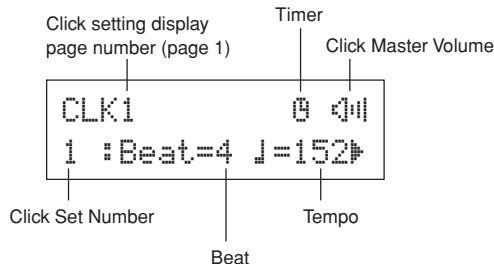 Click setting display
page number (page 1)
Timer
Click Master Volume
CLK1
1 :Beat=4 ♩=152
Click Set Number
Tempo
Beat